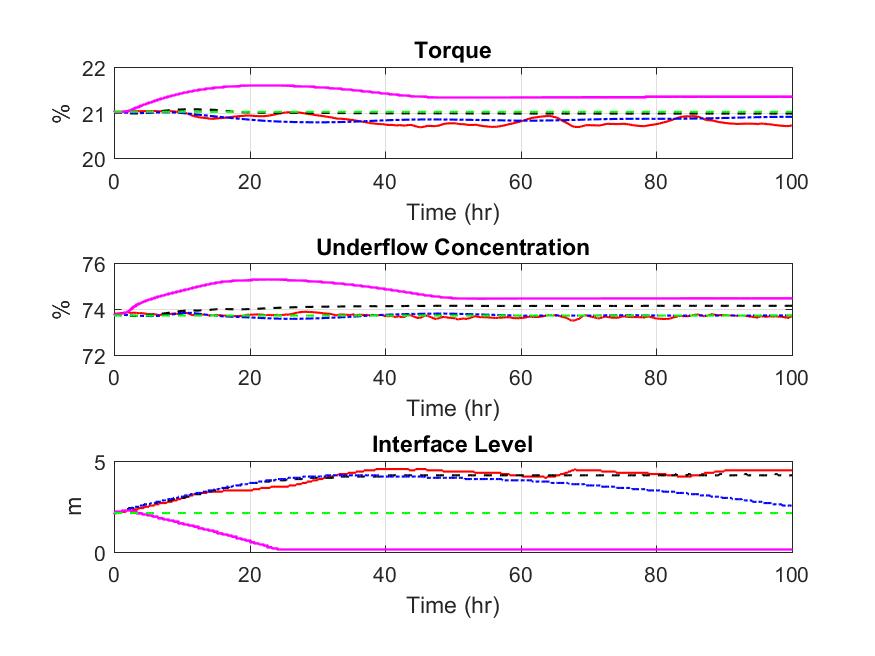 Torque
22
21
20
%
0 20 40 60 80 100
Time (hr)
Underflow Concentration
76
74
72
%
0 20 40 60 80 100
Time (hr)
Interface Level
5
0
m
0 20 40 60 80 100
Time (hr)